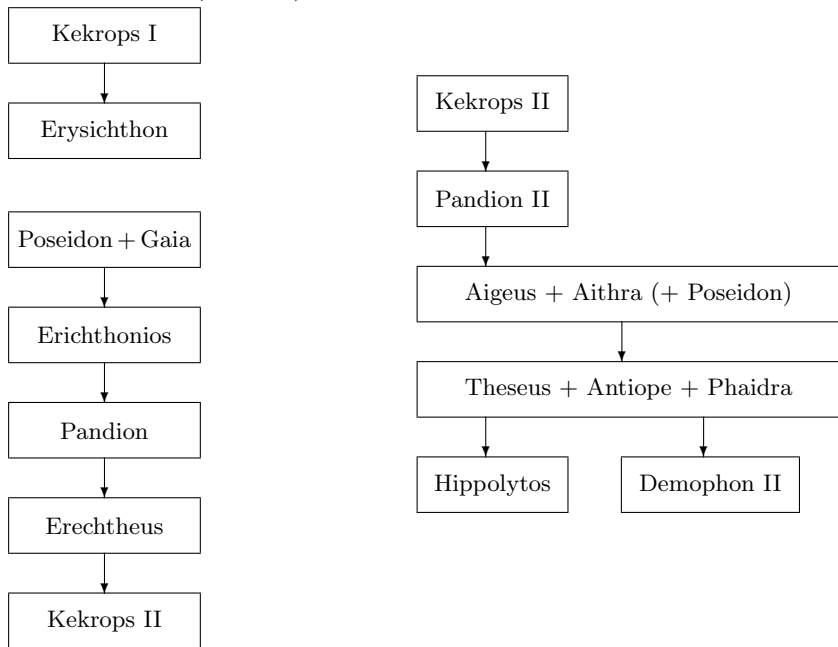 Kekrops I
Erysichthon
Poseidon + Gaia
Erichthonios
Pandion
Erechtheus
Kekrops II
Kekrops II
Pandion II
Aigeus + Aithra (+ Poseidon)
Theseus + Antiope + Phaidra
Hippolytos
Demophon II